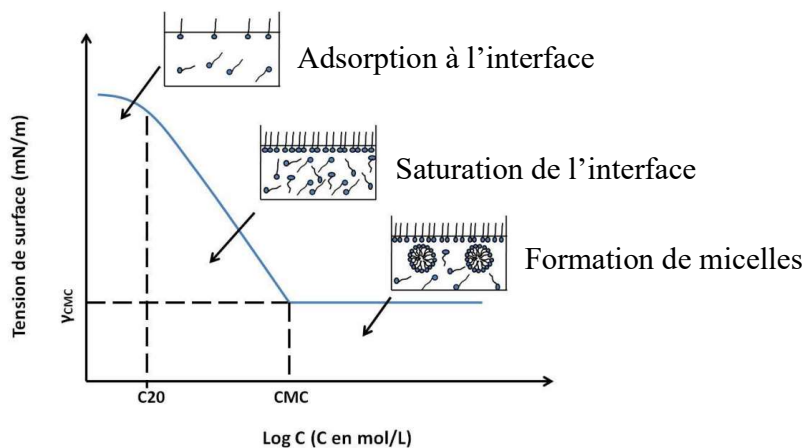 Adsorption à l’interface
Saturation de l’interface
Formation de micelles
Tension de surface (mN/m)
γCMC
C20
CMC
Log C (C en mol/L)